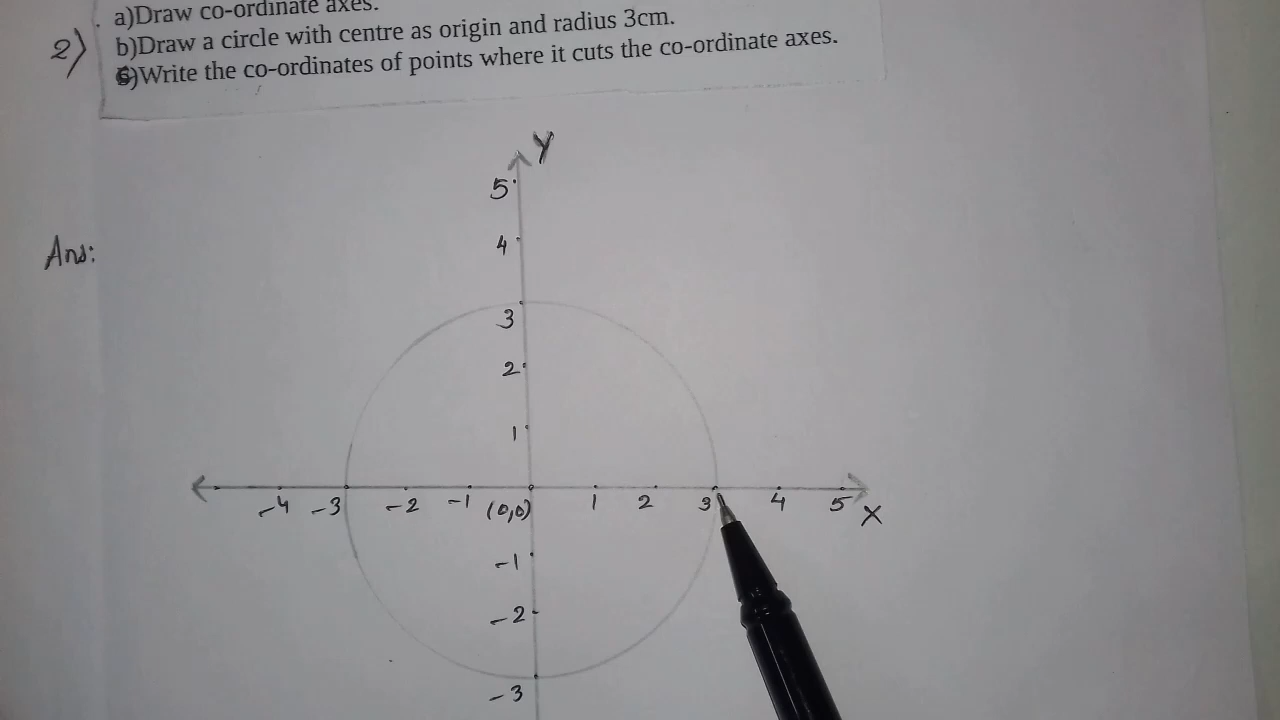 a)Draw co-ordinate axes.
2) b)Draw a circle with centre as origin and radius 3cm.
c)Write the co-ordinates of points where it cuts the co-ordinate axes.
Y
5
4
Ans:
3
2
1
-4 -3 -2 -1 (0,0) 1 2 3 4 5 X
-1
-2
-3